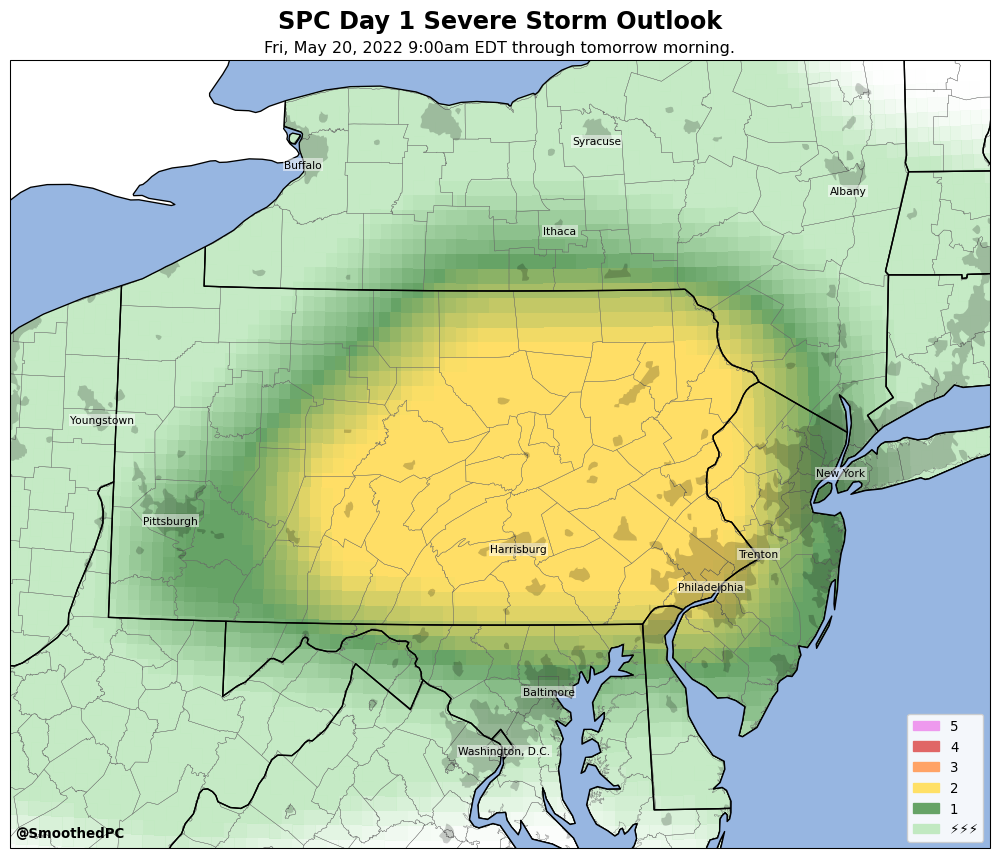 SPC Day 1 Severe Storm Outlook
Fri, May 20, 2022 9:00am EDT through tomorrow morning.
Syracuse
Buffalo
Albany
Ithaca
Youngstown
New York
Pittsburgh
Harrisburg
Trenton
Philadelphia
Baltimore
Washington, D.C.
5
4
3
2
1
⚡⚡⚡
@SmoothedPC